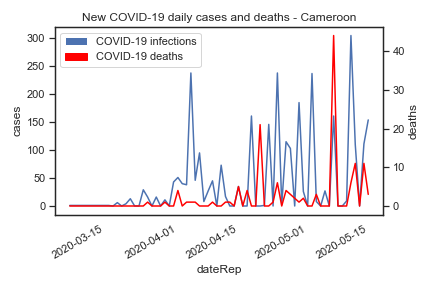 New COVID-19 daily cases and deaths - Cameroon
COVID-19 infections
COVID-19 deaths
300
250
200
150
100
50
0
cases
40
30
20
10
0
deaths
2020-03-15
2020-04-01
2020-04-15
2020-05-01
2020-05-15
dateRep